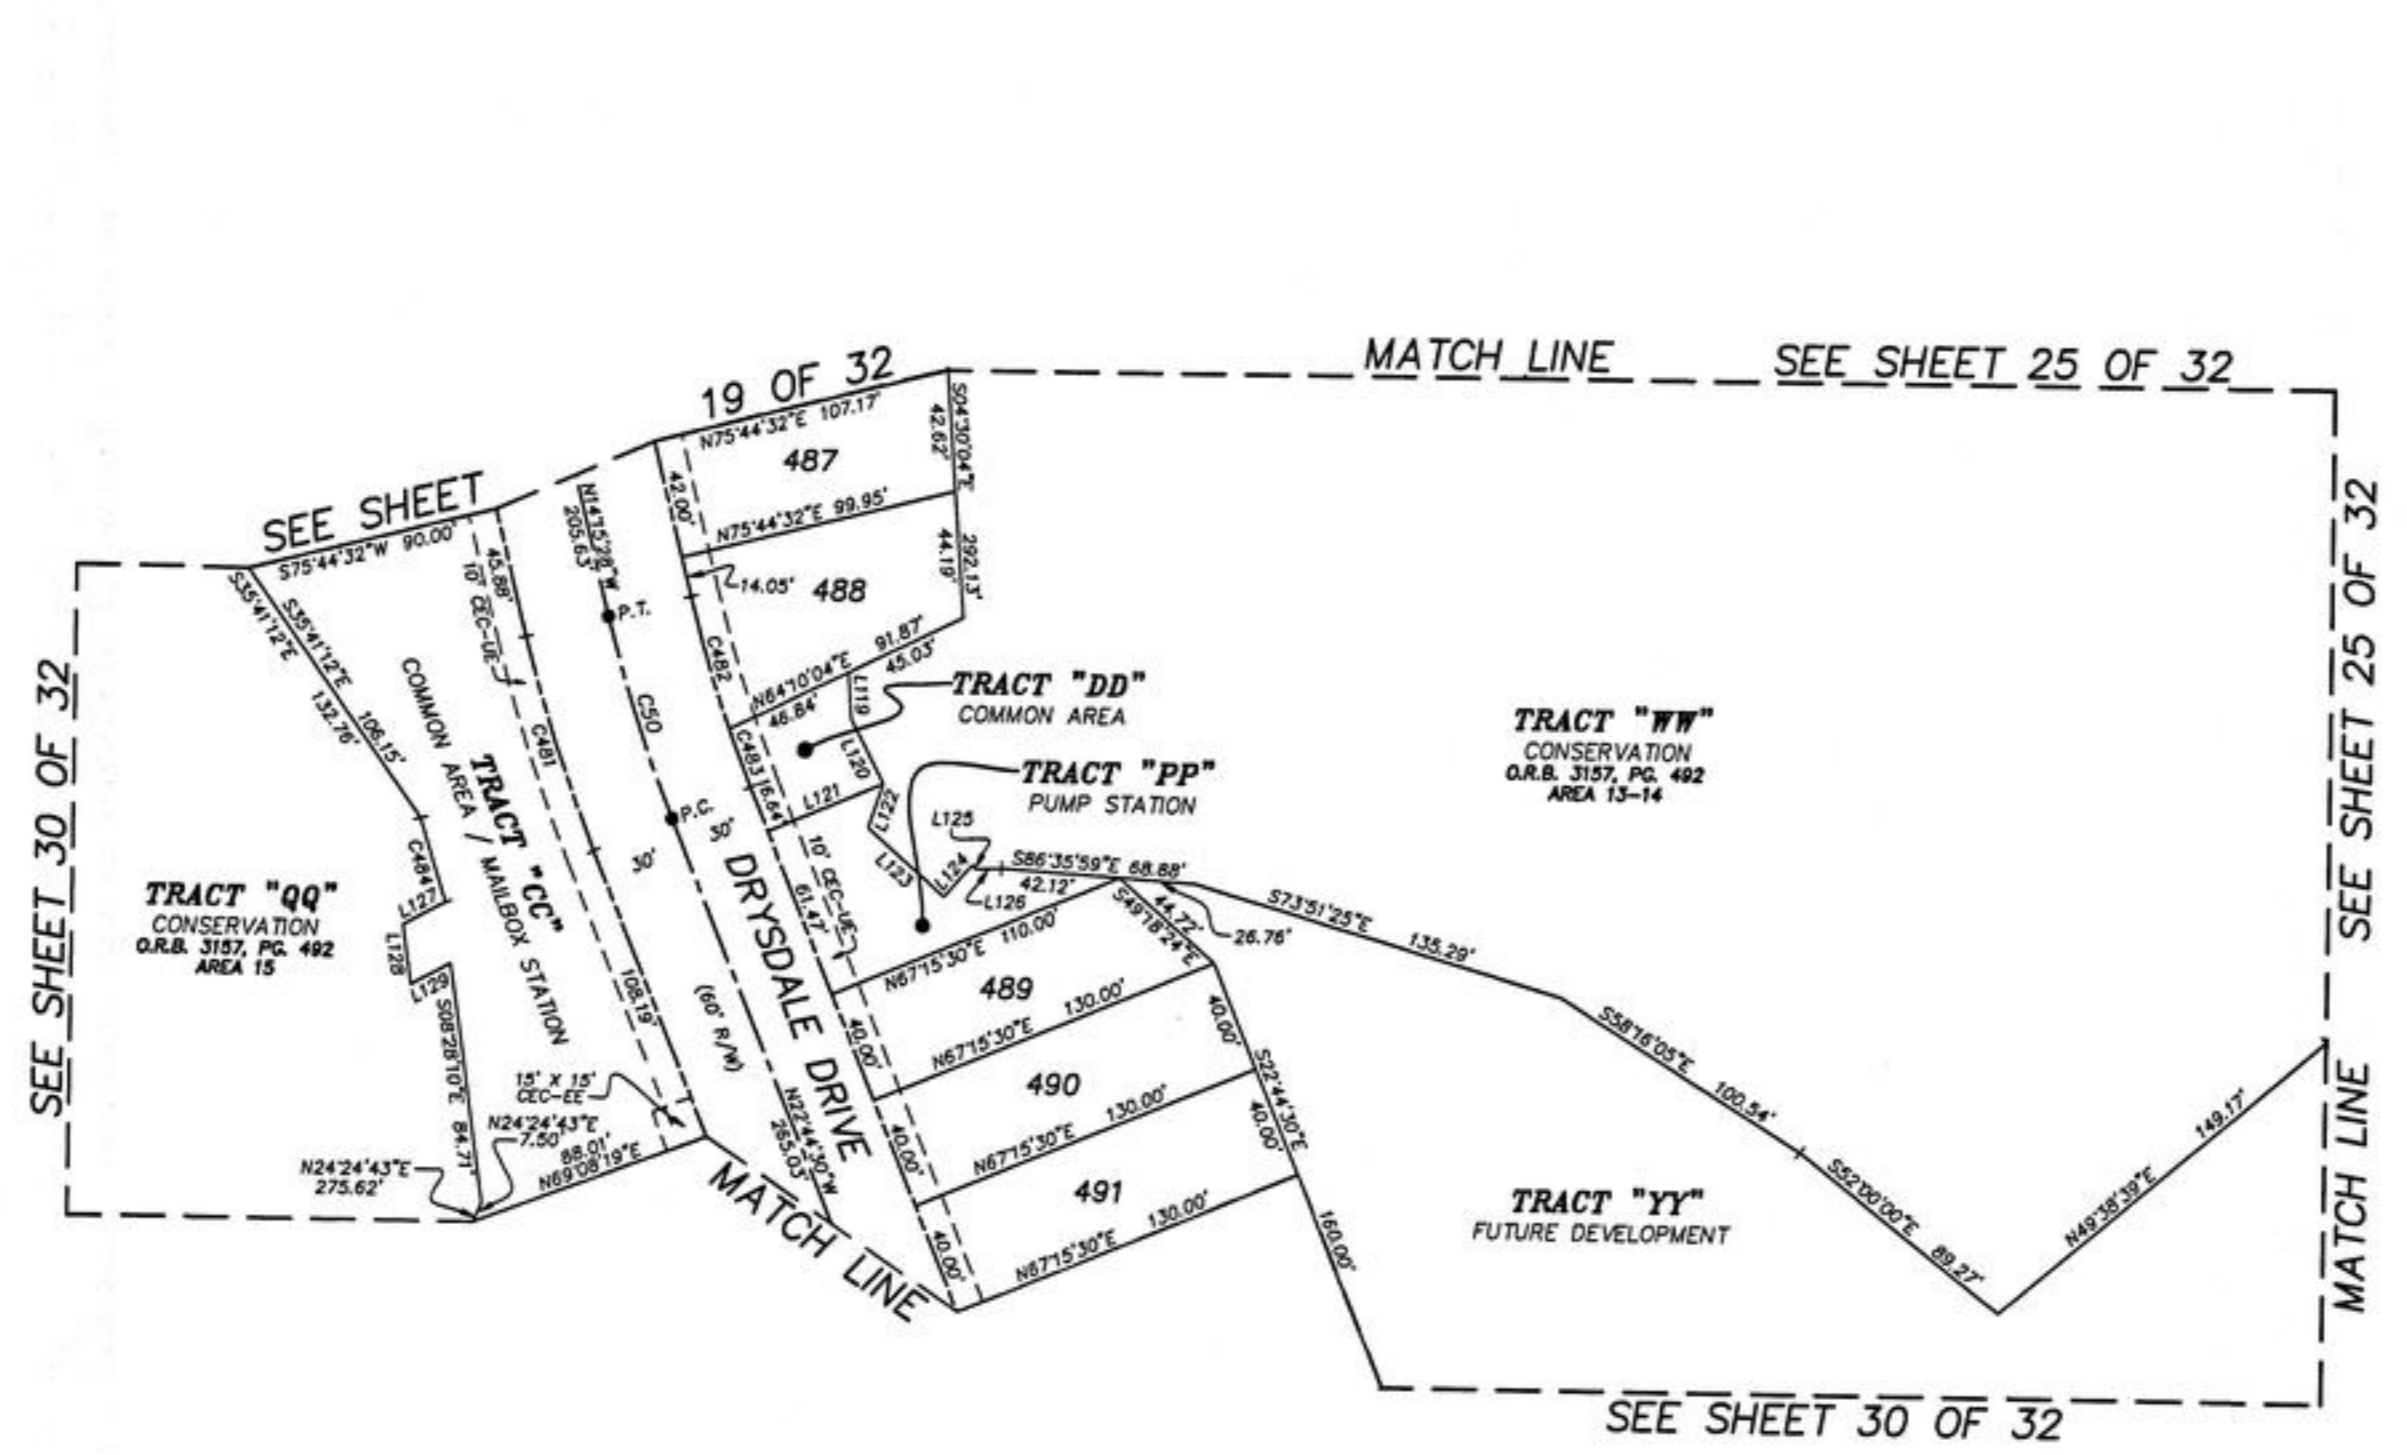 MATCH LINE SEE SHEET 25 OF 32
SEE SHEET 19 OF 32
N75°44'32"E 107.17'
S04°30'04"E
42.62'
487
42.00'
N75°44'32"E 99.95'
292.13'
44.19'
14.05'
488
N14°15'28"W
205.63'
P.T.
S75°44'32"W 90.00'
45.88'
10' CEC-UE
S35°41'12"E
132.76'
S35°41'12"E
106.15'
C482
N64°10'04"E 91.87'
46.84'
45.03'
L119
TRACT "DD"
COMMON AREA
C50
C481
C483
16.64'
L120
L121
L122
TRACT "PP"
PUMP STATION
P.C.
30'
30'
L123
L124
L125
L126
S86°35'59"E 68.88'
42.12'
TRACT "WW"
CONSERVATION
O.R.B. 3157, PG. 492
AREA 13-14
SEE SHEET 25 OF 32
SEE SHEET 30 OF 32
TRACT "CC"
COMMON AREA / MAILBOX STATION
C484
L127
L128
L129
TRACT "QQ"
CONSERVATION
O.R.B. 3157, PG. 492
AREA 15
DRYSDALE DRIVE
(60' R/W)
10' CEC-UE
61.47'
N67°15'30"E 110.00'
44.72'
S49°18'24"E
26.76'
S73°51'25"E 135.29'
489
40.00'
N67°15'30"E 130.00'
40.00'
108.19'
S08°28'10"E 84.71'
S22°44'30"E
490
40.00'
N67°15'30"E 130.00'
40.00'
S58°16'05"E 100.54'
15' X 15'
CEC-EE
N24°24'43"E
7.50'
88.01'
N69°08'19"E
N24°24'43"E
275.62'
N22°44'30"W
265.03'
491
40.00'
N67°15'30"E 130.00'
160.00'
S52°00'00"E 89.27'
N49°38'39"E 149.17'
TRACT "YY"
FUTURE DEVELOPMENT
MATCH LINE
MATCH LINE
SEE SHEET 30 OF 32